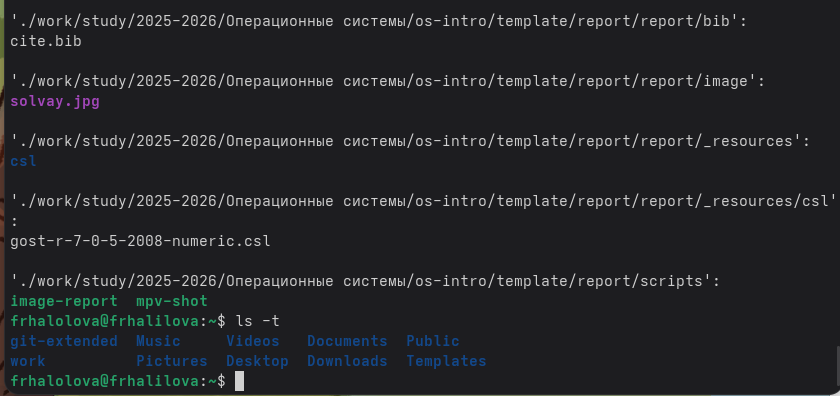 './work/study/2025-2026/Операционные системы/os-intro/template/report/report/bib':
cite.bib
'./work/study/2025-2026/Операционные системы/os-intro/template/report/report/image':
solvay.jpg
'./work/study/2025-2026/Операционные системы/os-intro/template/report/report/_resources':
csl
'./work/study/2025-2026/Операционные системы/os-intro/template/report/report/_resources/csl'
:
gost-r-7-0-5-2008-numeric.csl
'./work/study/2025-2026/Операционные системы/os-intro/template/report/scripts':
image-report  mpv-shot
frhalolova@frhalilova:~$ ls -t
git-extended  Music     Videos   Documents  Public
work          Pictures  Desktop  Downloads  Templates
frhalolova@frhalilova:~$